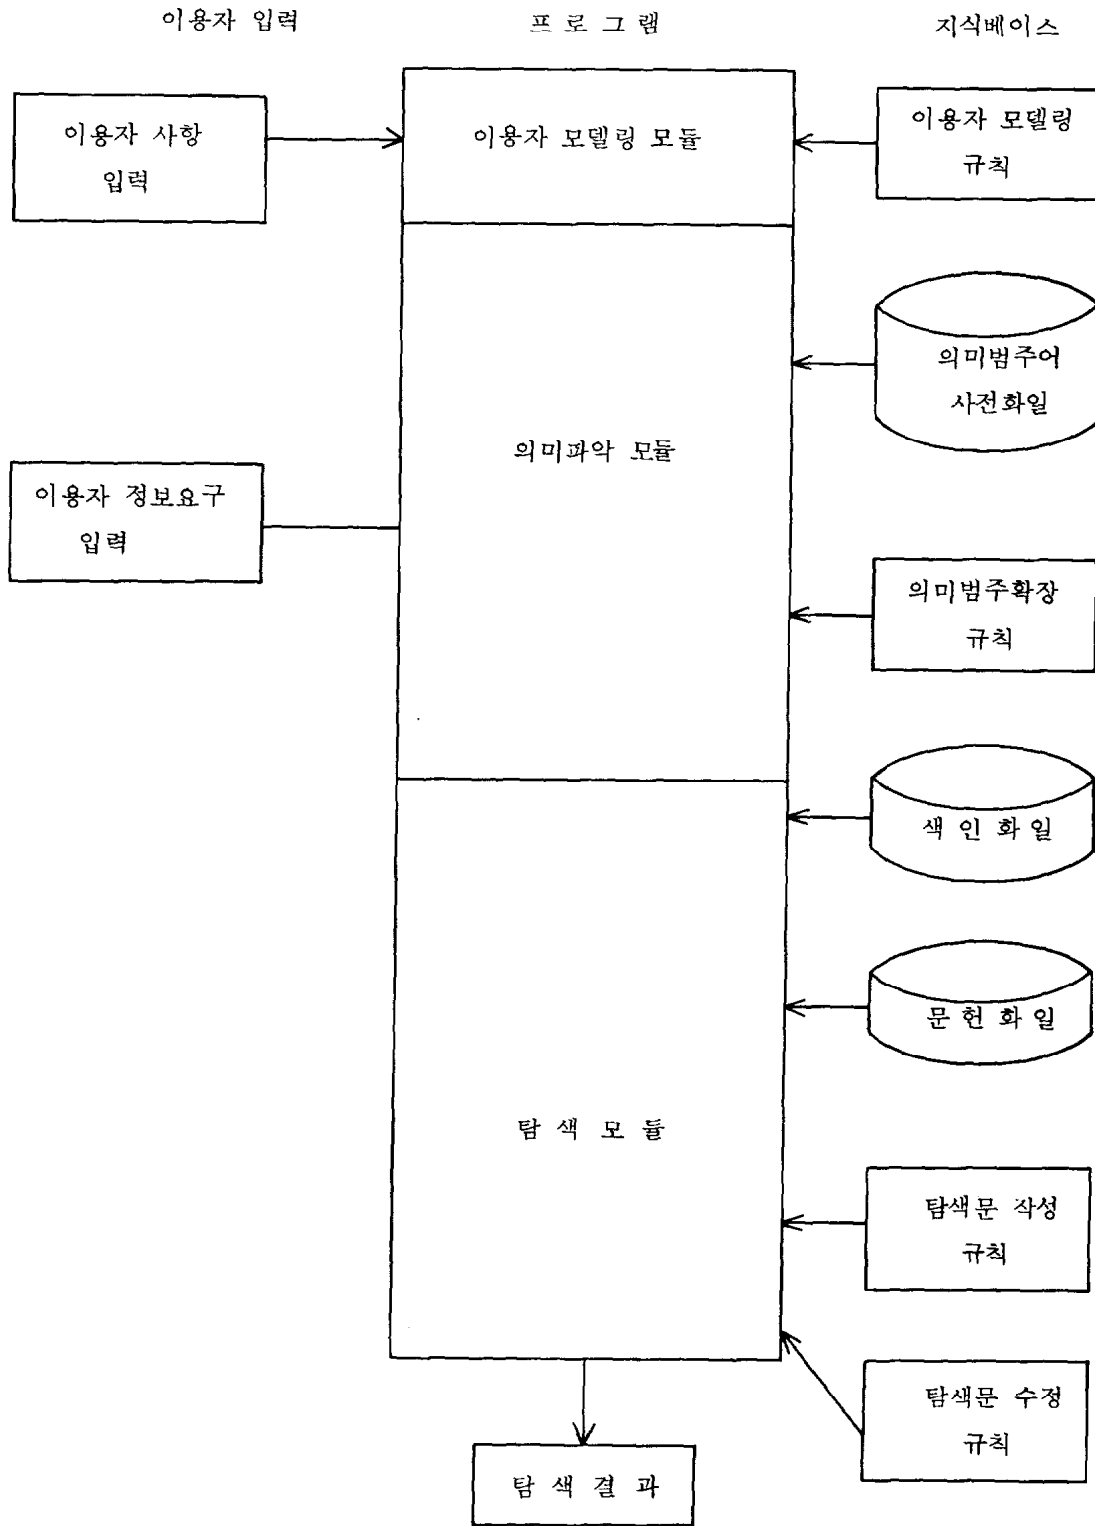 이용자 입력
프 로 그 램
지식베이스
이용자 사항
입력
이용자 모델링 모듈
이용자 모델링
규칙
의미범주어
사전화일
의미파악 모듈
이용자 정보요구
입력
의미범주확장
규칙
색 인 화 일
문 헌 화 일
탐 색 모 듈
탐색문 작성
규칙
탐색문 수정
규칙
탐 색 결 과